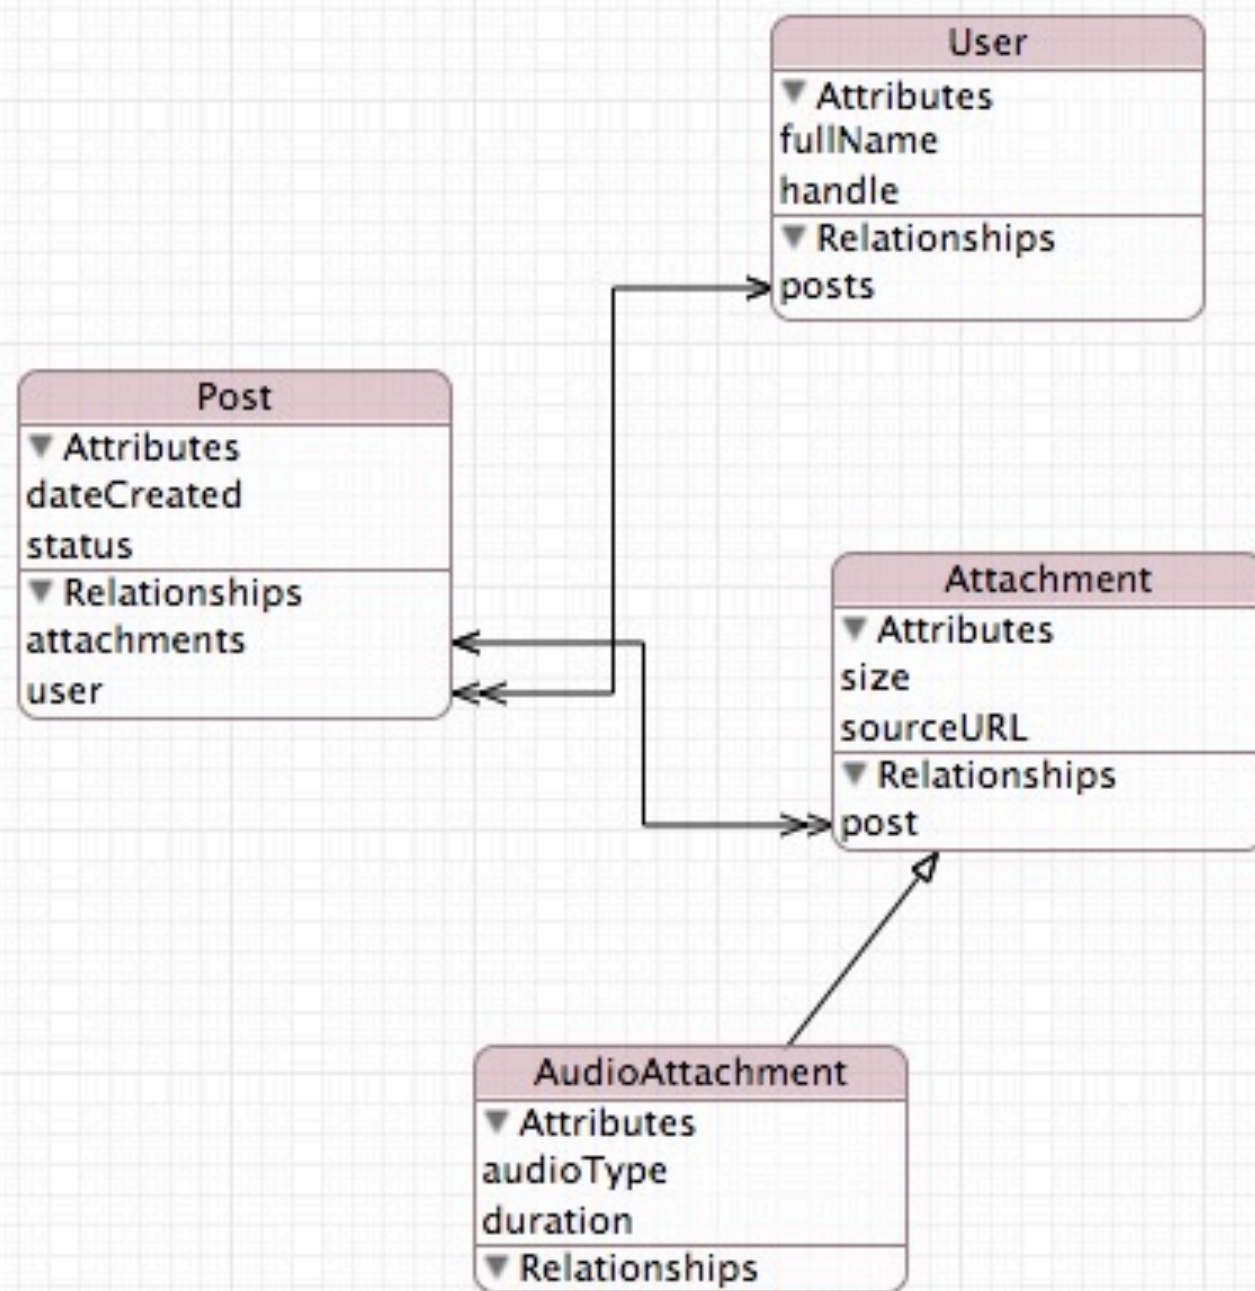 User
Attributes
fullName
handle
Relationships
posts
Post
Attributes
dateCreated
status
Relationships
attachments
user
Attachment
Attributes
size
sourceURL
Relationships
post
AudioAttachment
Attributes
audioType
duration
Relationships